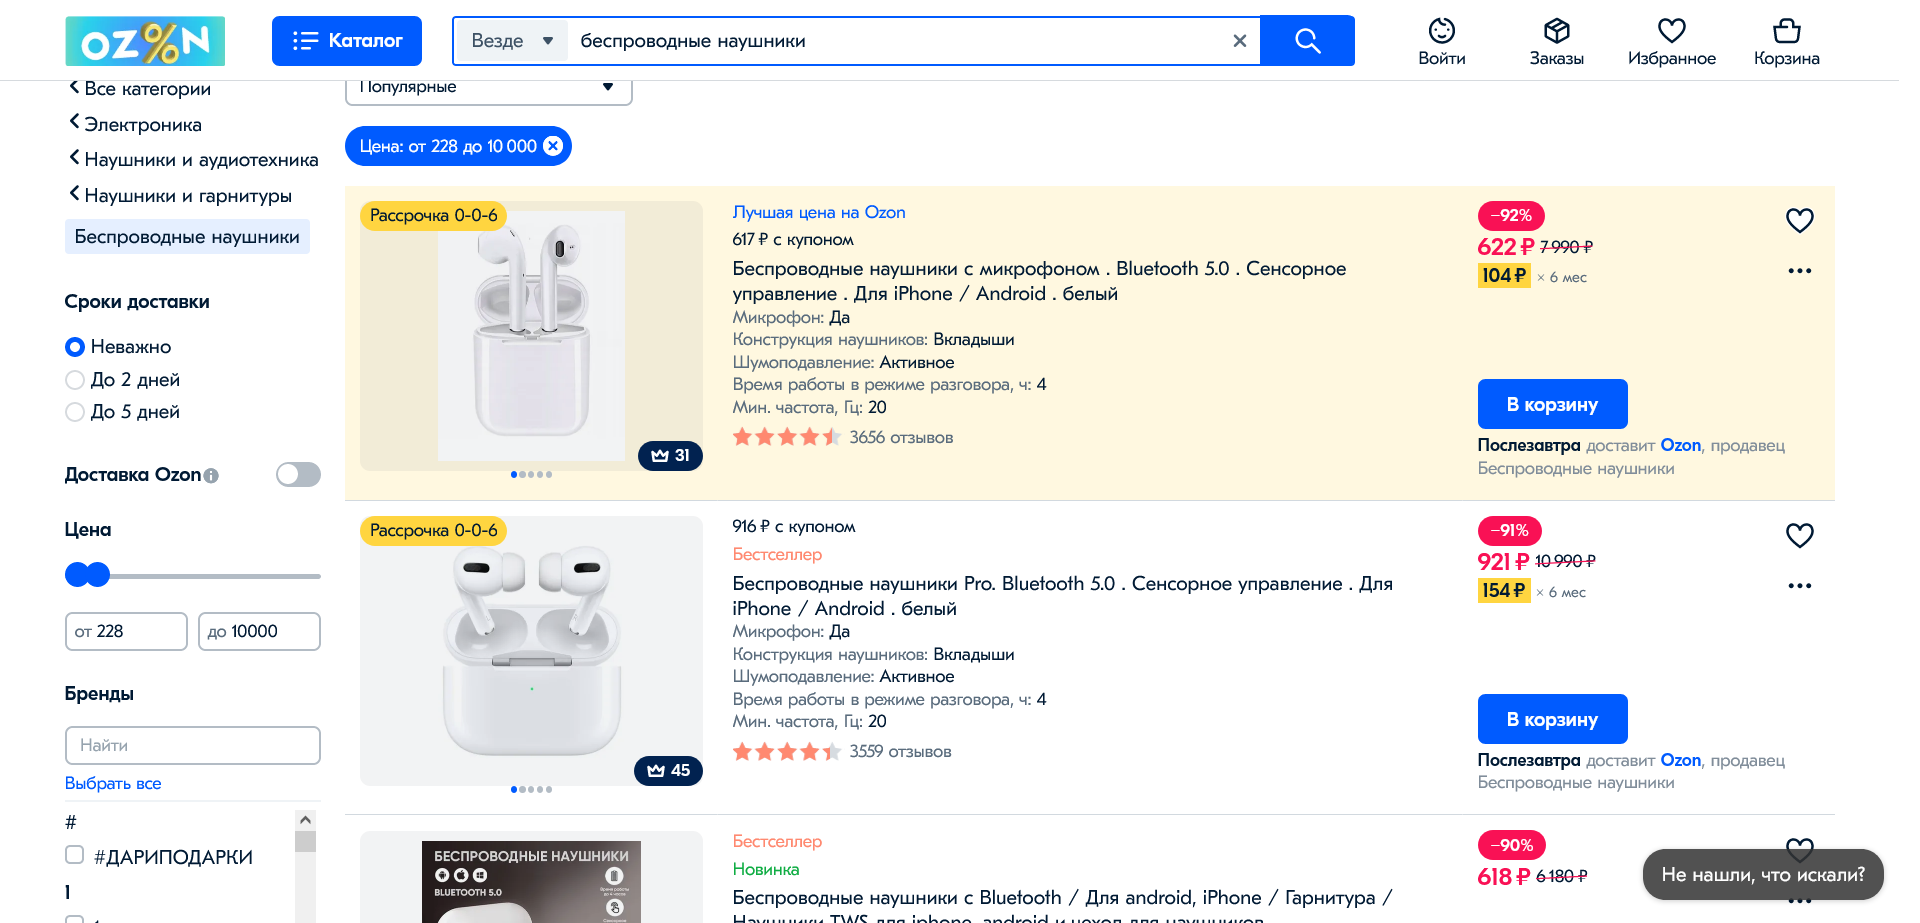 OZ%N
Каталог
Везде
беспроводные наушники
Войти
Заказы
Избранное
Корзина
Все категории
Электроника
Наушники и аудиотехника
Наушники и гарнитуры
Беспроводные наушники
Сроки доставки
Неважно
До 2 дней
До 5 дней
Доставка Ozon
Цена
от 228
до 10000
Бренды
Найти
Выбрать все
#
#ДАРИПОДАРКИ
1
Популярные
Цена: от 228 до 10 000
Рассрочка 0-0-6
31
Лучшая цена на Ozon
617 ₽ с купоном
Беспроводные наушники с микрофоном . Bluetooth 5.0 . Сенсорное
управление . Для iPhone / Android . белый
Микрофон: Да
Конструкция наушников: Вкладыши
Шумоподавление: Активное
Время работы в режиме разговора, ч: 4
Мин. частота, Гц: 20
3656 отзывов
−92%
622 ₽ 7 990 ₽
104 ₽ × 6 мес
В корзину
Послезавтра доставит Ozon, продавец
Беспроводные наушники
Рассрочка 0-0-6
45
916 ₽ с купоном
Бестселлер
Беспроводные наушники Pro. Bluetooth 5.0 . Сенсорное управление . Для
iPhone / Android . белый
Микрофон: Да
Конструкция наушников: Вкладыши
Шумоподавление: Активное
Время работы в режиме разговора, ч: 4
Мин. частота, Гц: 20
3559 отзывов
−91%
921 ₽ 10 990 ₽
154 ₽ × 6 мес
В корзину
Послезавтра доставит Ozon, продавец
Беспроводные наушники
БЕСПРОВОДНЫЕ НАУШНИКИ
BLUETOOTH 5.0
Бестселлер
Новинка
Беспроводные наушники с Bluetooth / Для android, iPhone / Гарнитура /
Наушники TWS для iphone, android и чехол для наушников
−90%
618 ₽ 6 180 ₽
Не нашли, что искали?